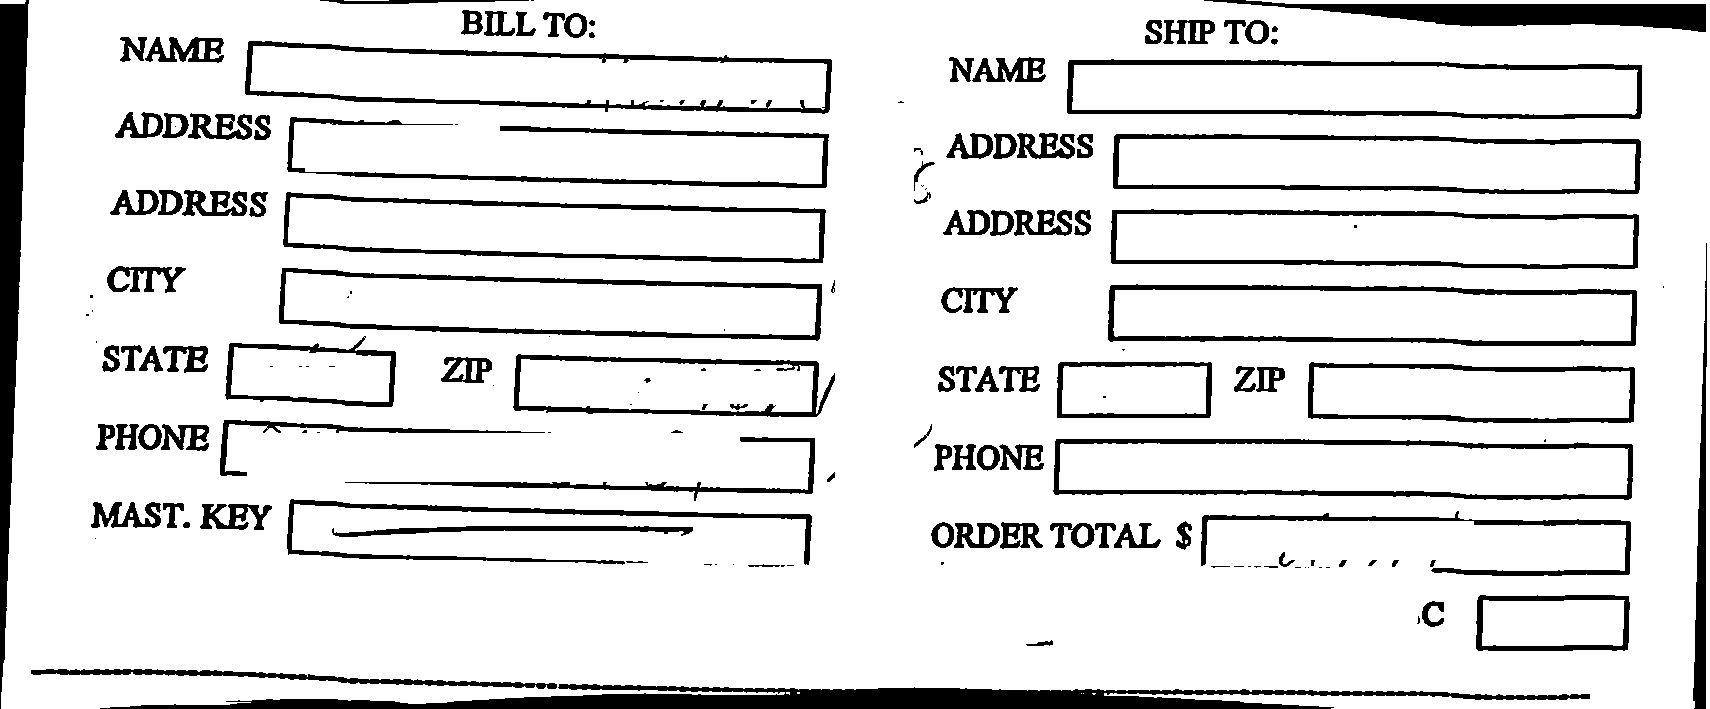 BILL TO:
NAME
ADDRESS
ADDRESS
CITY
STATE ZIP
PHONE
MAST. KEY
SHIP TO:
NAME
ADDRESS
ADDRESS
CITY
STATE ZIP
PHONE
ORDER TOTAL $
C